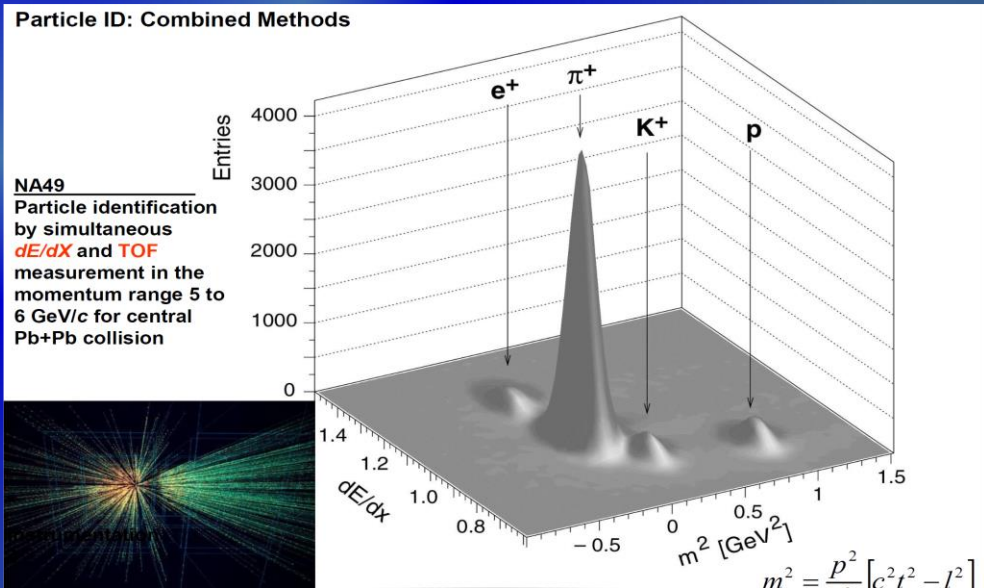 Particle ID: Combined Methods
NA49
Particle identification
by simultaneous
dE/dX and TOF
measurement in the
momentum range 5 to
6 GeV/c for central
Pb+Pb collision
Entries
4000
3000
2000
1000
0
e⁺
π⁺
K⁺
p
1.4
1.2
1.0
0.8
dE/dx
−0.5
0
0.5
1
1.5
m² [GeV²]
m² = p² [c²t² − l²]